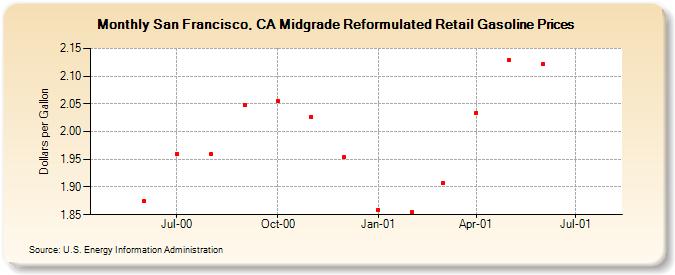 Monthly San Francisco, CA Midgrade Reformulated Retail Gasoline Prices
Dollars per Gallon
2.15
2.10
2.05
2.00
1.95
1.90
1.85
Jul-00 Oct-00 Jan-01 Apr-01 Jul-01
Source: U.S. Energy Information Administration